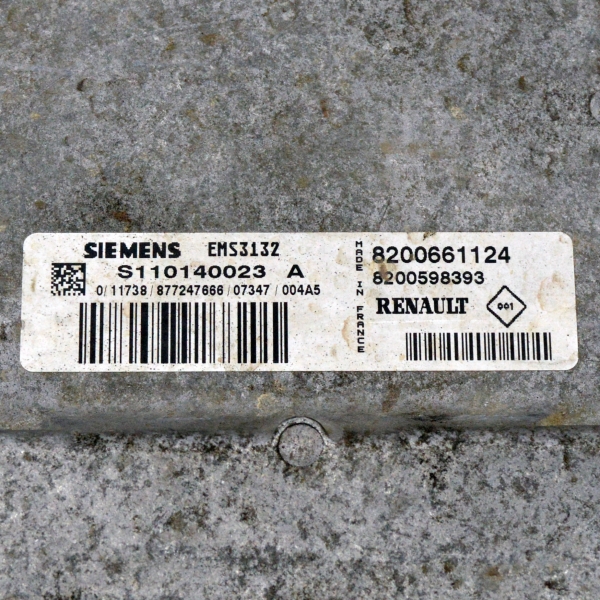 SIEMENS EMS3132
S110140023 A
0/11738/877247666/07347/004A5
MADE IN FRANCE
8200661124
8200598393
RENAULT 001